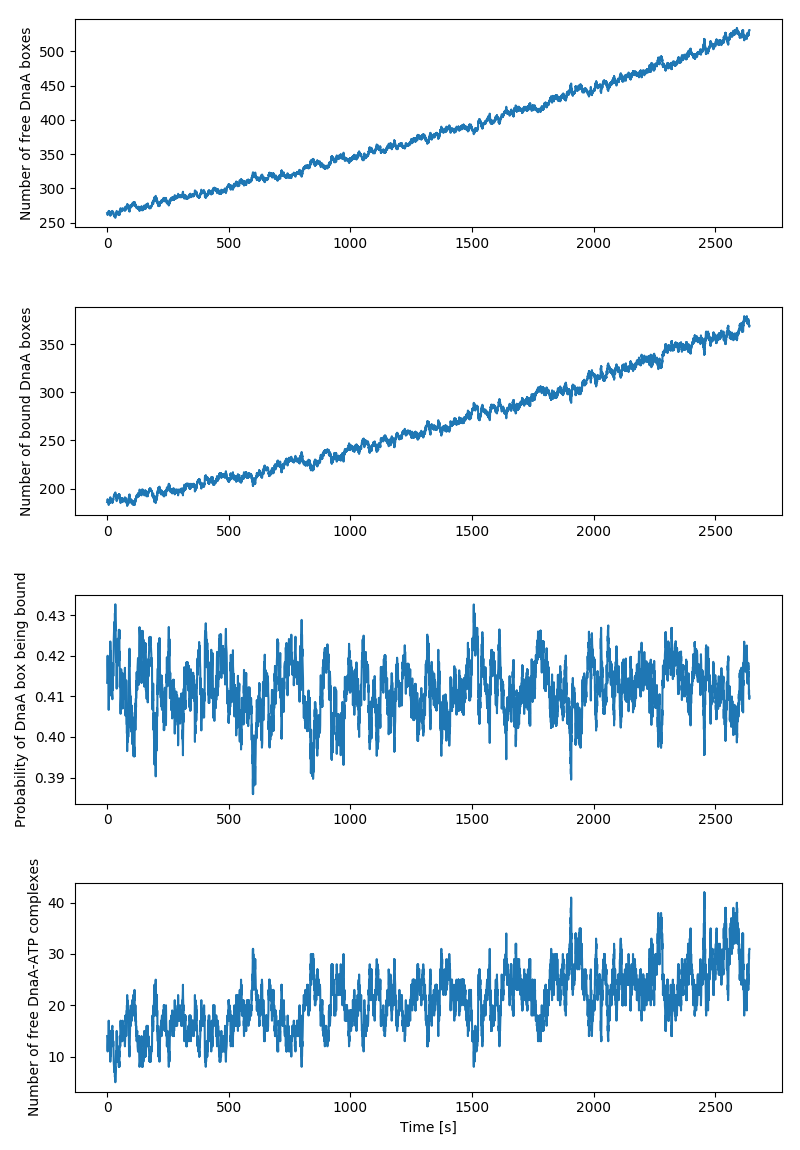 Number of free DnaA boxes
500
450
400
350
300
250
0 500 1000 1500 2000 2500
Number of bound DnaA boxes
350
300
250
200
0 500 1000 1500 2000 2500
Probability of DnaA box being bound
0.43
0.42
0.41
0.40
0.39
0 500 1000 1500 2000 2500
Number of free DnaA-ATP complexes
40
30
20
10
0 500 1000 1500 2000 2500
Time [s]